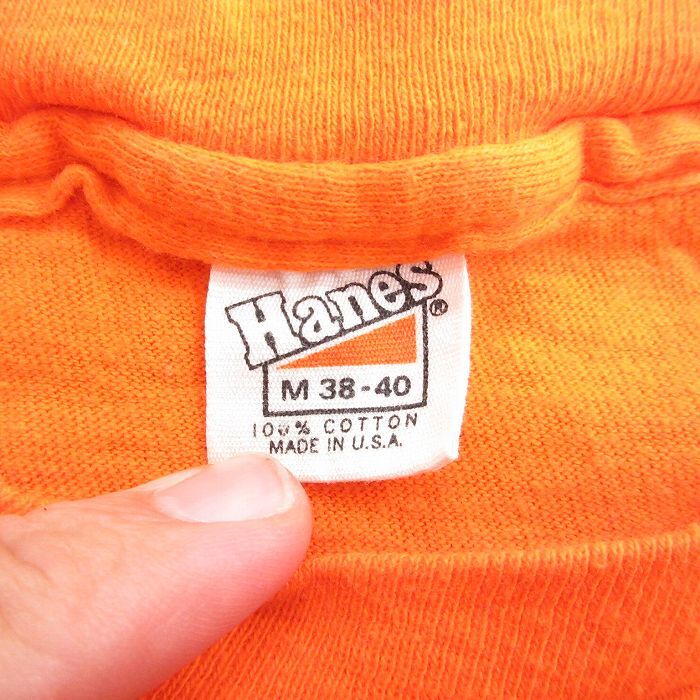 Hanes®
M 38-40
100% COTTON
MADE IN U.S.A.